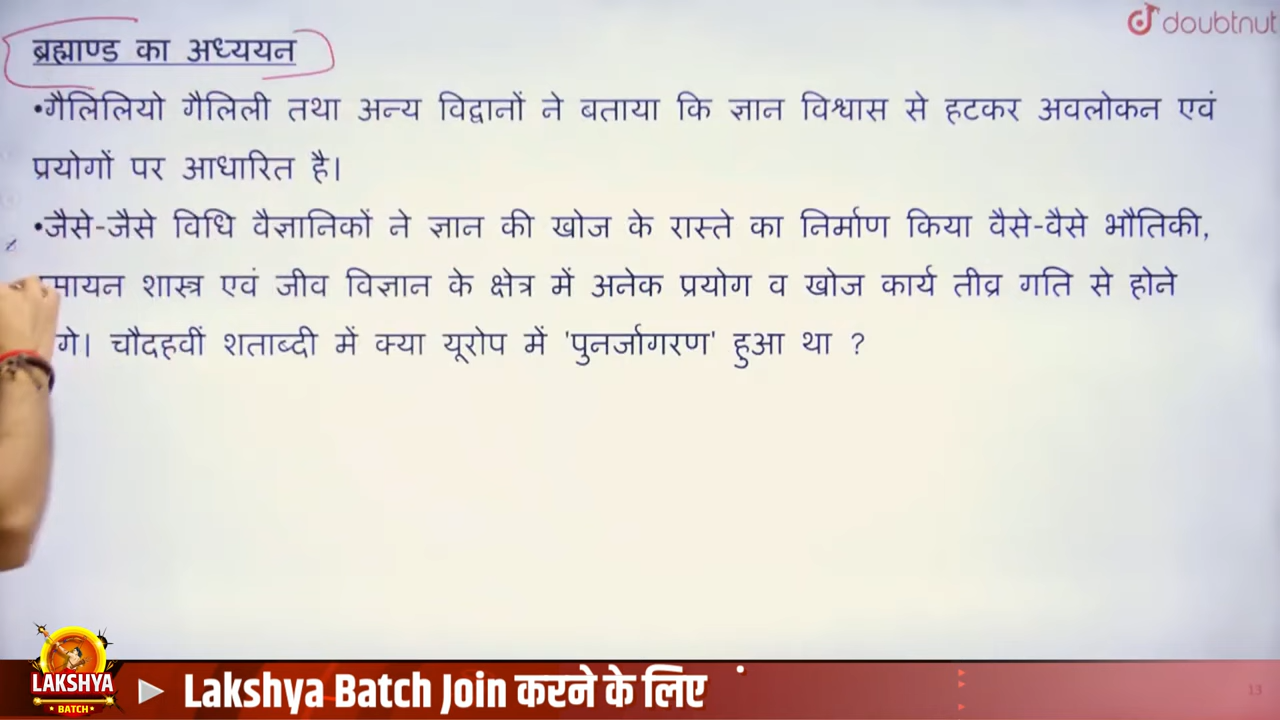 doubtnut
ब्रह्माण्ड का अध्ययन
•गैलिलियो गैलिली तथा अन्य विद्वानों ने बताया कि ज्ञान विश्वास से हटकर अवलोकन एवं
प्रयोगों पर आधारित है।
•जैसे-जैसे विधि वैज्ञानिकों ने ज्ञान की खोज के रास्ते का निर्माण किया वैसे-वैसे भौतिकी,
शास्त्र एवं जीव विज्ञान के क्षेत्र में अनेक प्रयोग व खोज कार्य तीव्र गति से होने
चौदहवीं शताब्दी में क्या यूरोप में 'पुनर्जागरण' हुआ था ?
LAKSHYA
BATCH
Lakshya Batch Join करने के लिए
13